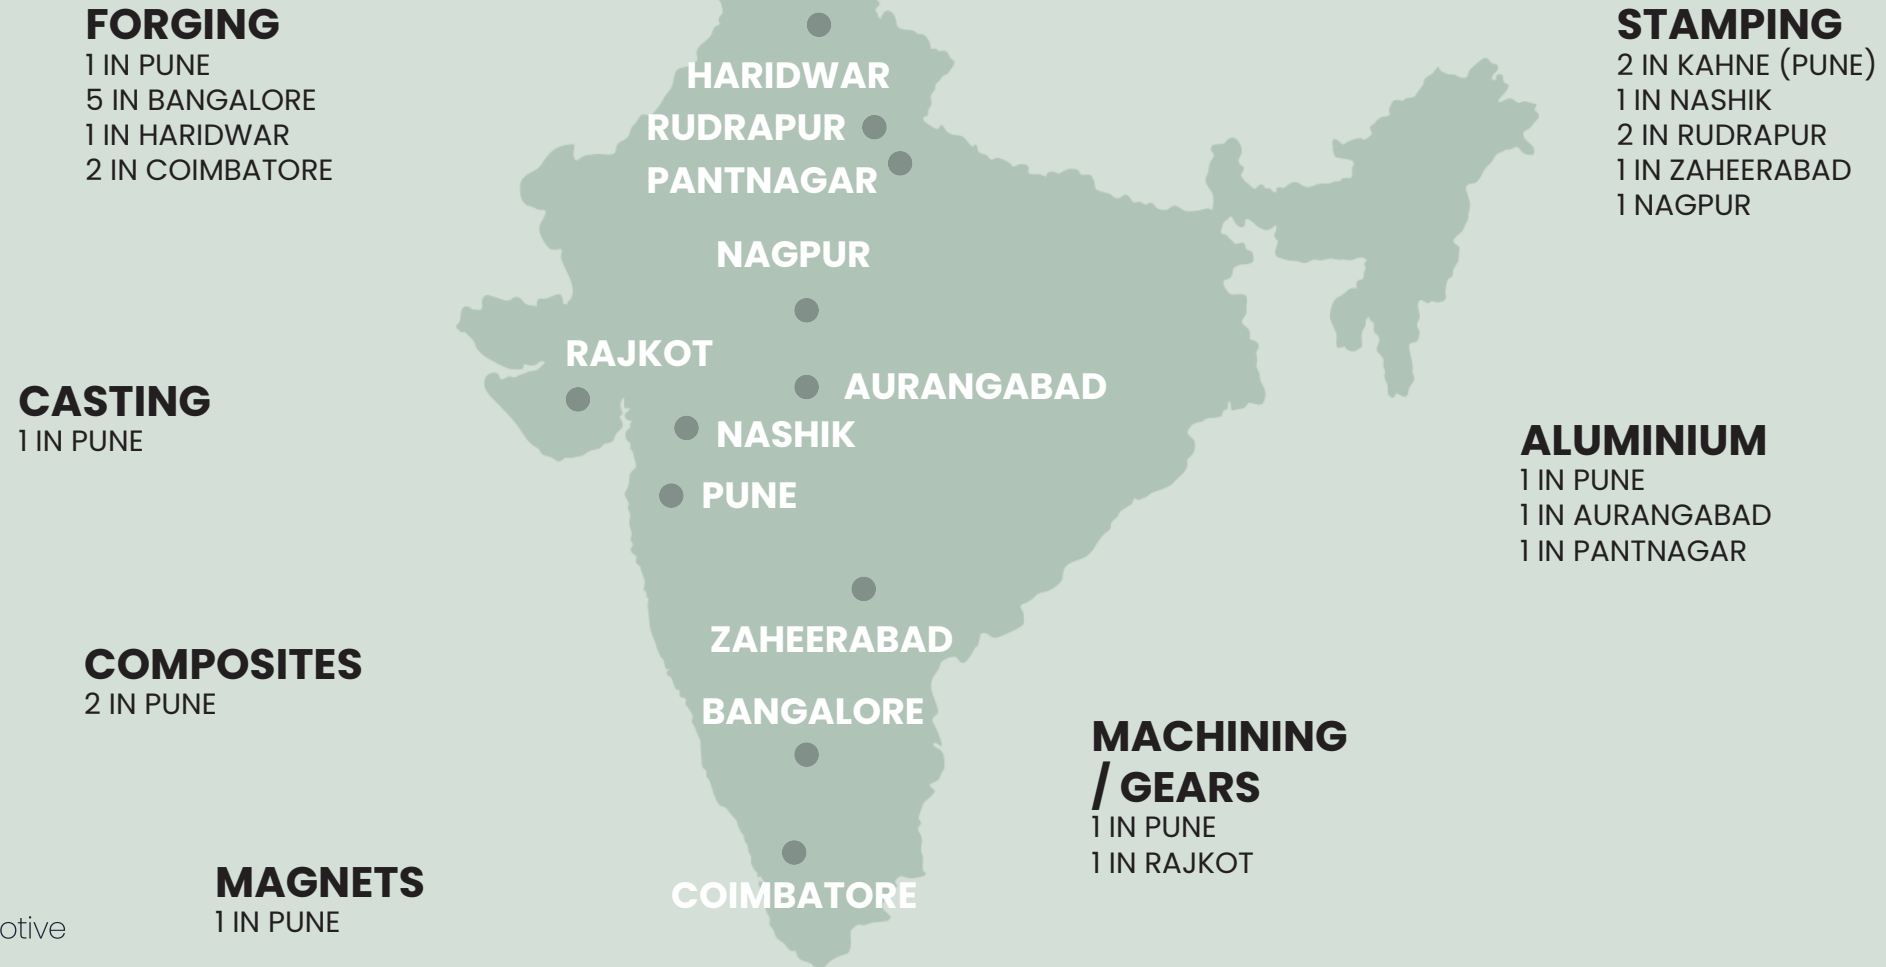 FORGING
1 IN PUNE
5 IN BANGALORE
1 IN HARIDWAR
2 IN COIMBATORE
CASTING
1 IN PUNE
COMPOSITES
2 IN PUNE
MAGNETS
1 IN PUNE
otive
HARIDWAR
RUDRAPUR
PANTNAGAR
NAGPUR
RAJKOT
AURANGABAD
NASHIK
PUNE
ZAHEERABAD
BANGALORE
COIMBATORE
STAMPING
2 IN KAHNE (PUNE)
1 IN NASHIK
2 IN RUDRAPUR
1 IN ZAHEERABAD
1 NAGPUR
ALUMINIUM
1 IN PUNE
1 IN AURANGABAD
1 IN PANTNAGAR
MACHINING
/ GEARS
1 IN PUNE
1 IN RAJKOT